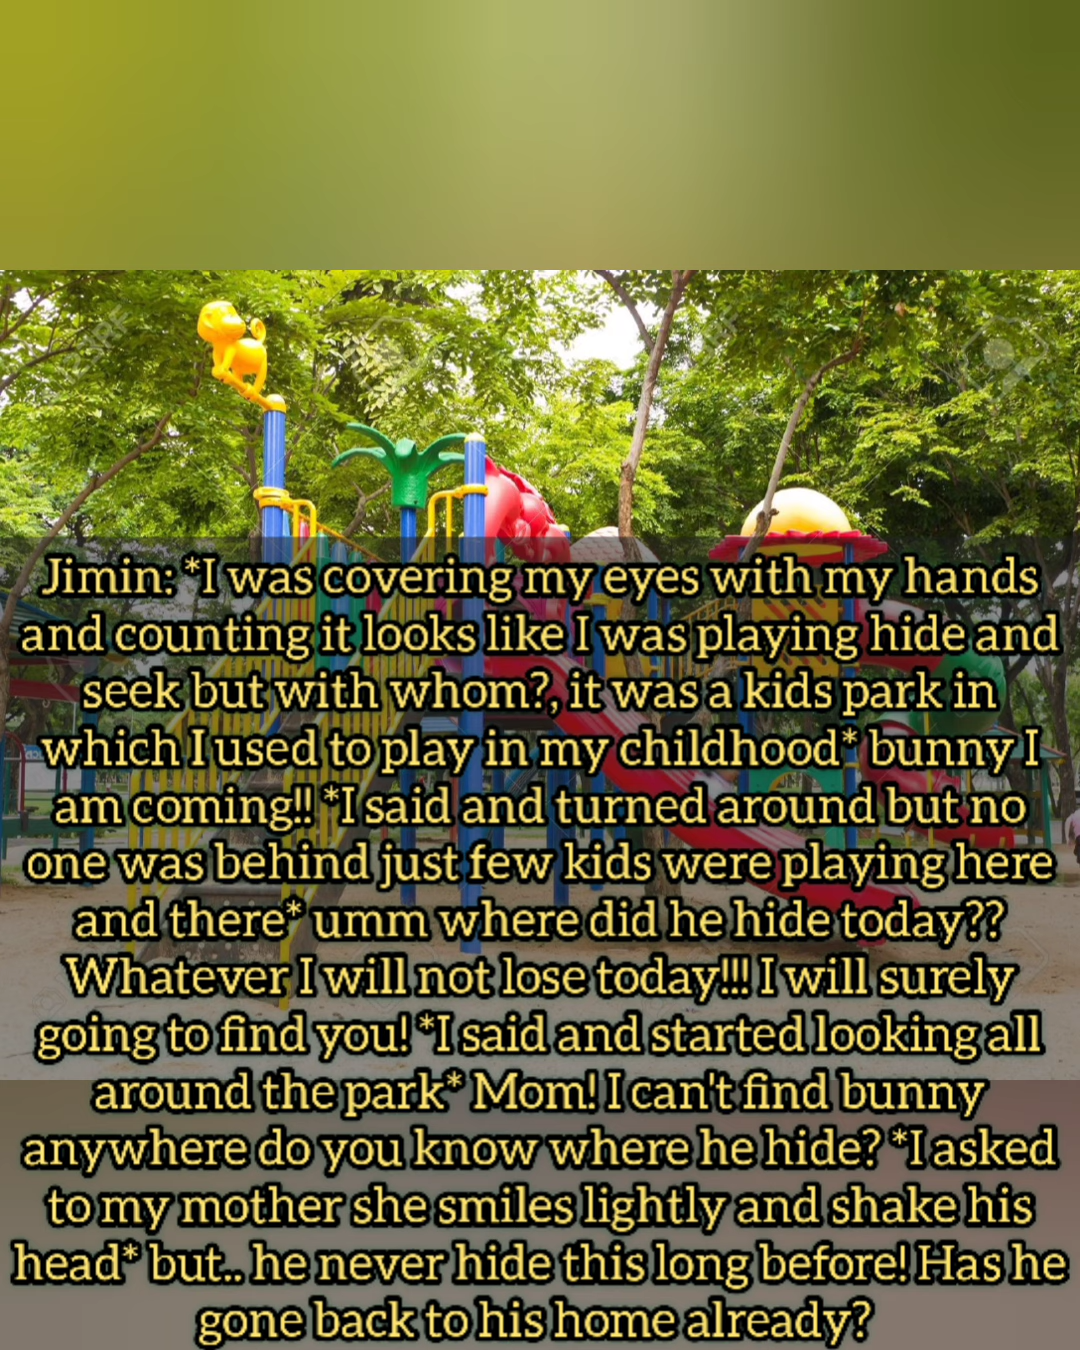 Jimin: *I was covering my eyes with my hands
and counting it looks like I was playing hide and
seek but with whom?, it was a kids park in
which I used to play in my childhood* bunny I
am coming!! *I said and turned around but no
one was behind just few kids were playing here
and there* umm where did he hide today??
Whatever I will not lose today!!! I will surely
going to find you! *I said and started looking all
around the park* Mom! I can't find bunny
anywhere do you know where he hide? *I asked
to my mother she smiles lightly and shake his
head* but.. he never hide this long before! Has he
gone back to his home already?